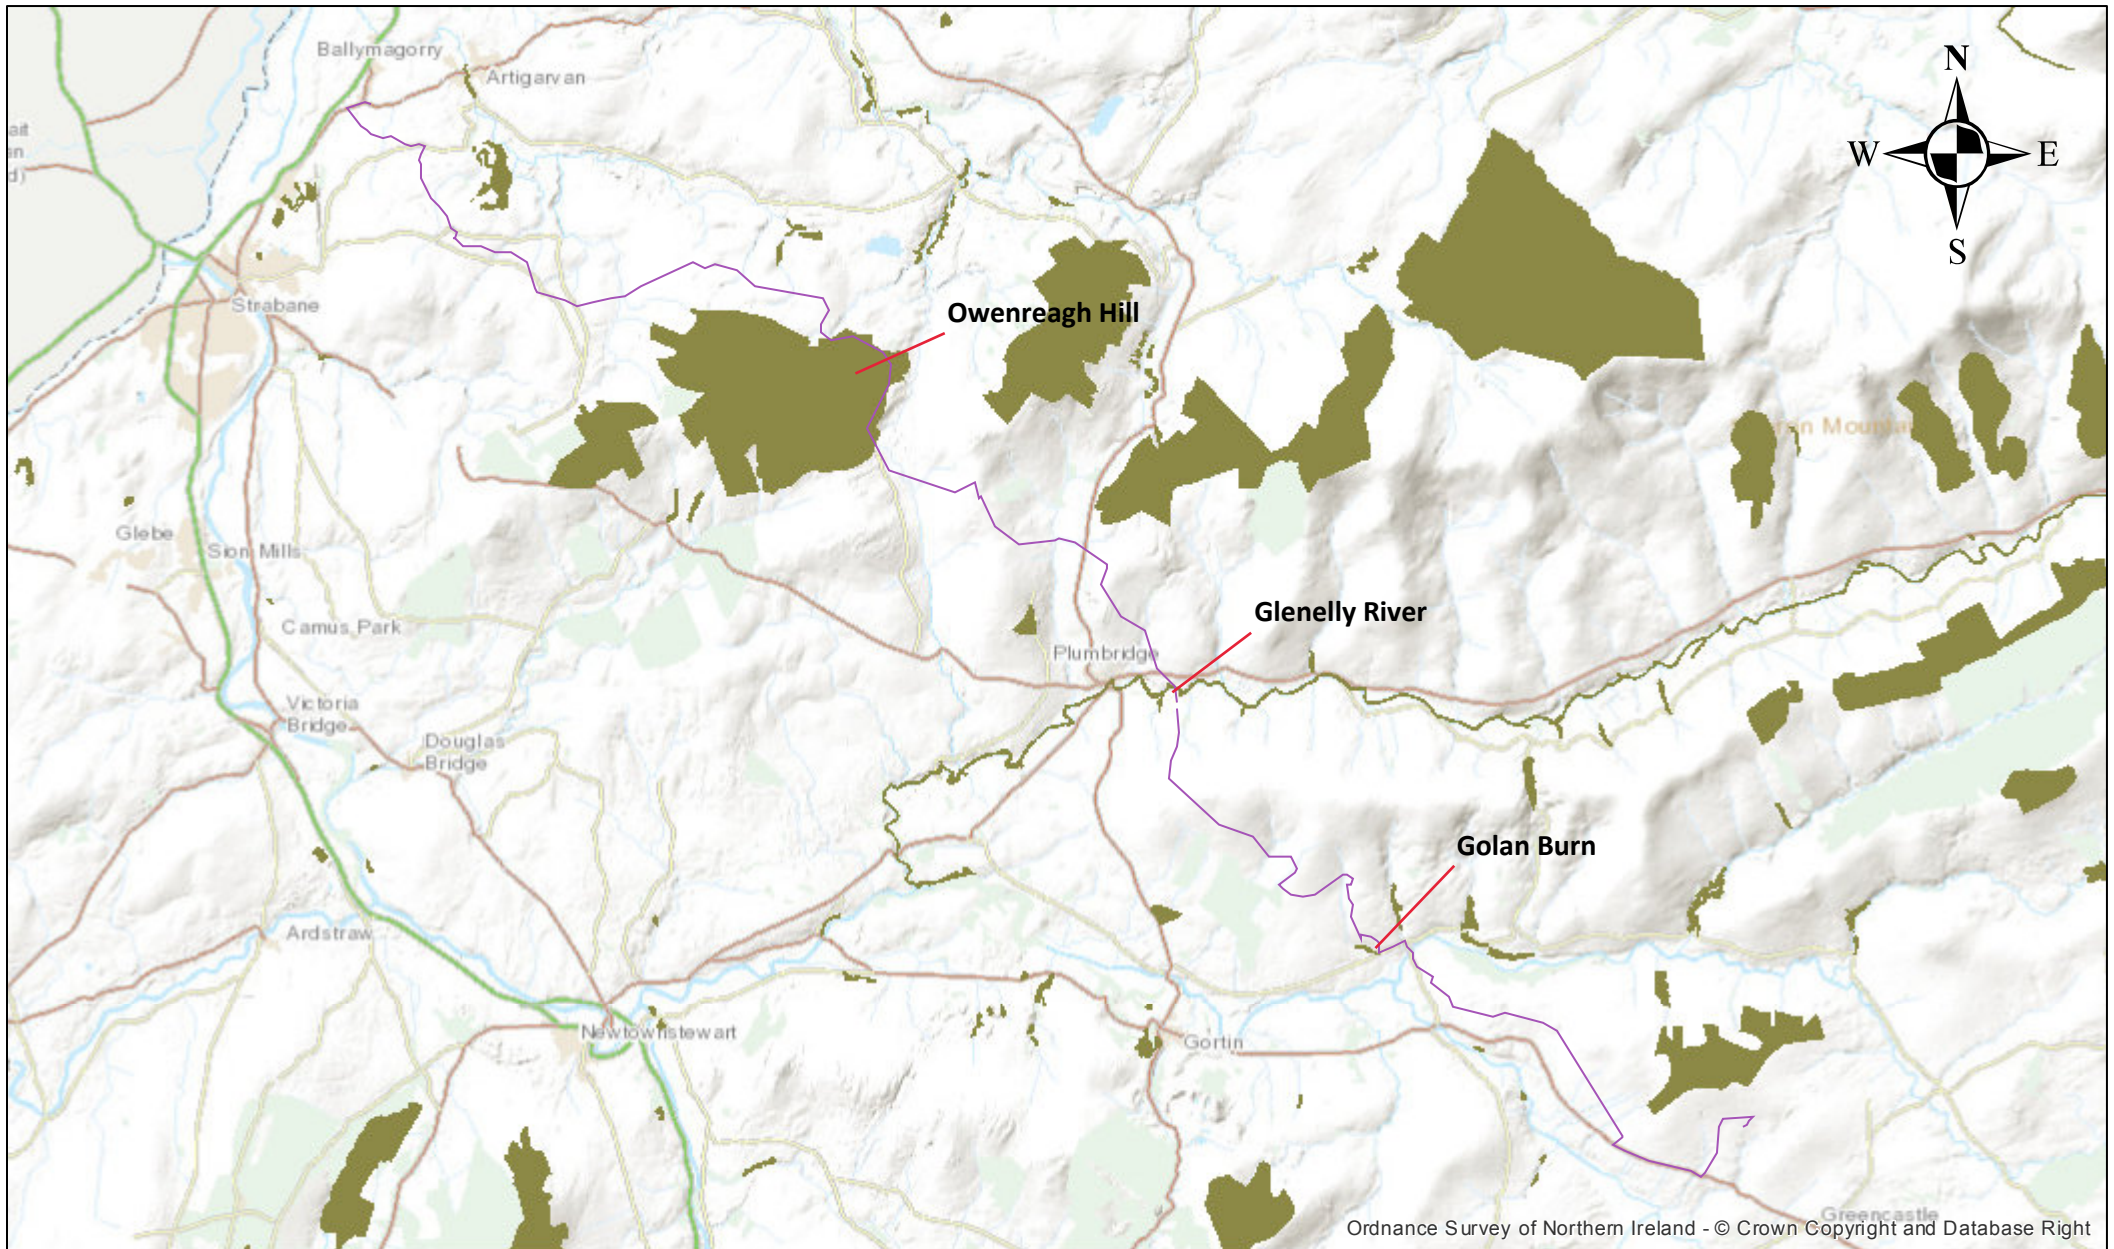 Ballymagorry
Artigarvan
N
W
E
S
Strabane
Owenreagh Hill
Glebe
Sion Mills
Camus Park
Glenelly River
Plumbridge
Victoria
Bridge
Douglas
Bridge
Golan Burn
Ardstraw
Newtownstewart
Gortin
Greencastle
Ordnance Survey of Northern Ireland - © Crown Copyright and Database Right